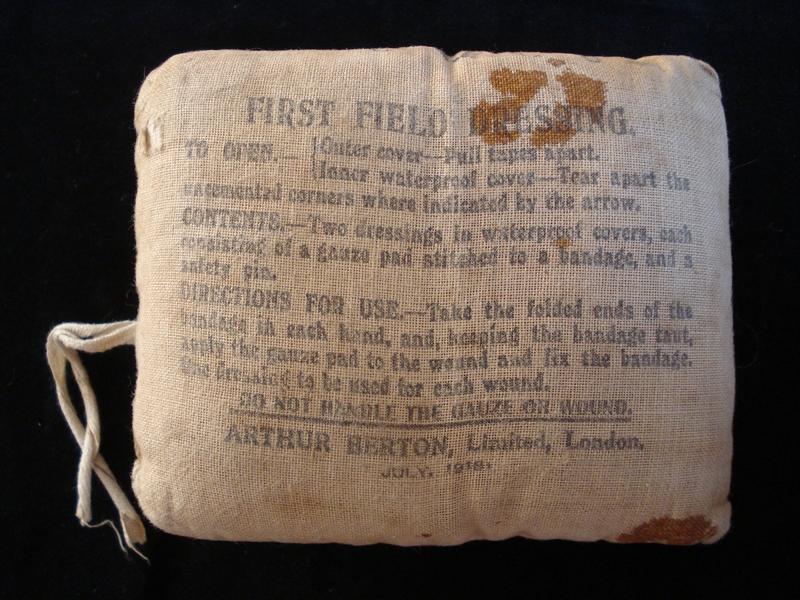 FIRST FIELD DRESSING.
TO OPEN.— {Outer cover—Pull tapes apart.
{Inner waterproof cover—Tear apart the
uncemented corners where indicated by the arrow.
CONTENTS.—Two dressings in waterproof covers, each
consisting of a gauze pad stitched to a bandage, and a
safety pin.
DIRECTIONS FOR USE.—Take the folded ends of the
bandage in each hand, and, keeping the bandage taut,
apply the gauze pad to the wound and fix the bandage.
One dressing to be used for each wound.
DO NOT HANDLE THE GAUZE OR WOUND.
ARTHUR BERTON, Limited, London.
JULY, 1918.